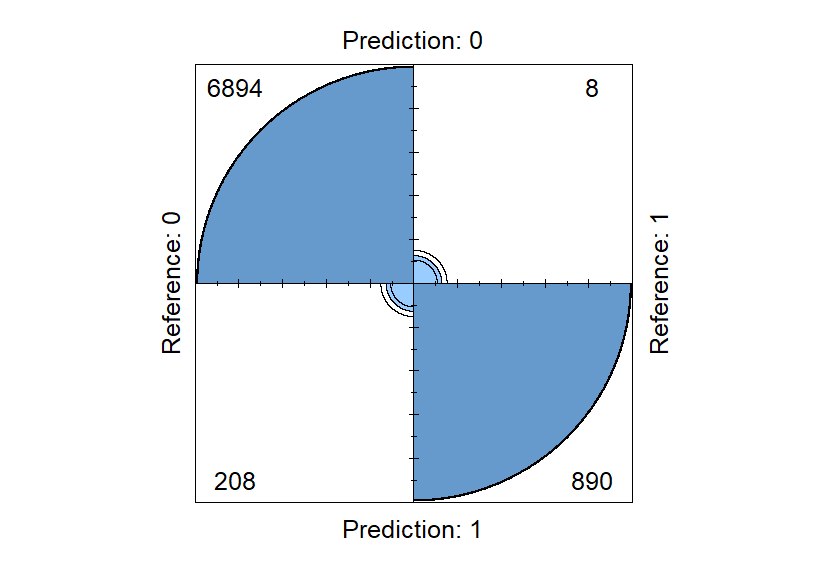 Prediction: 0
6894
8
Reference: 0
Reference: 1
208
890
Prediction: 1